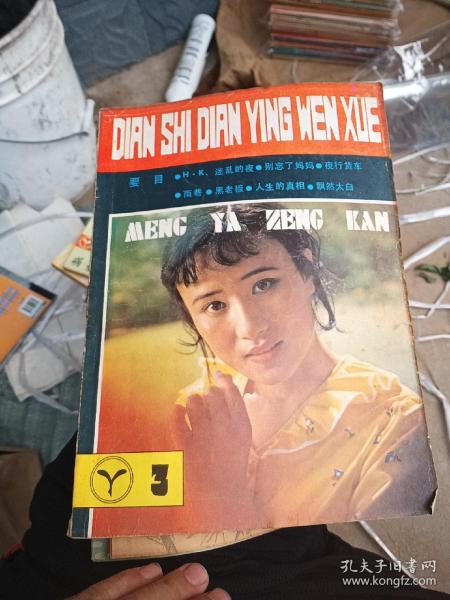 DIAN SHI DIAN YING WEN XUE
要目 ●H·K、迷乱的夜●别忘了妈妈●夜行货车
●雨巷●黑老板●人生的真相●飘然太白
MENG YA ZENG KAN
3
孔夫子旧书网
www.kongfz.com